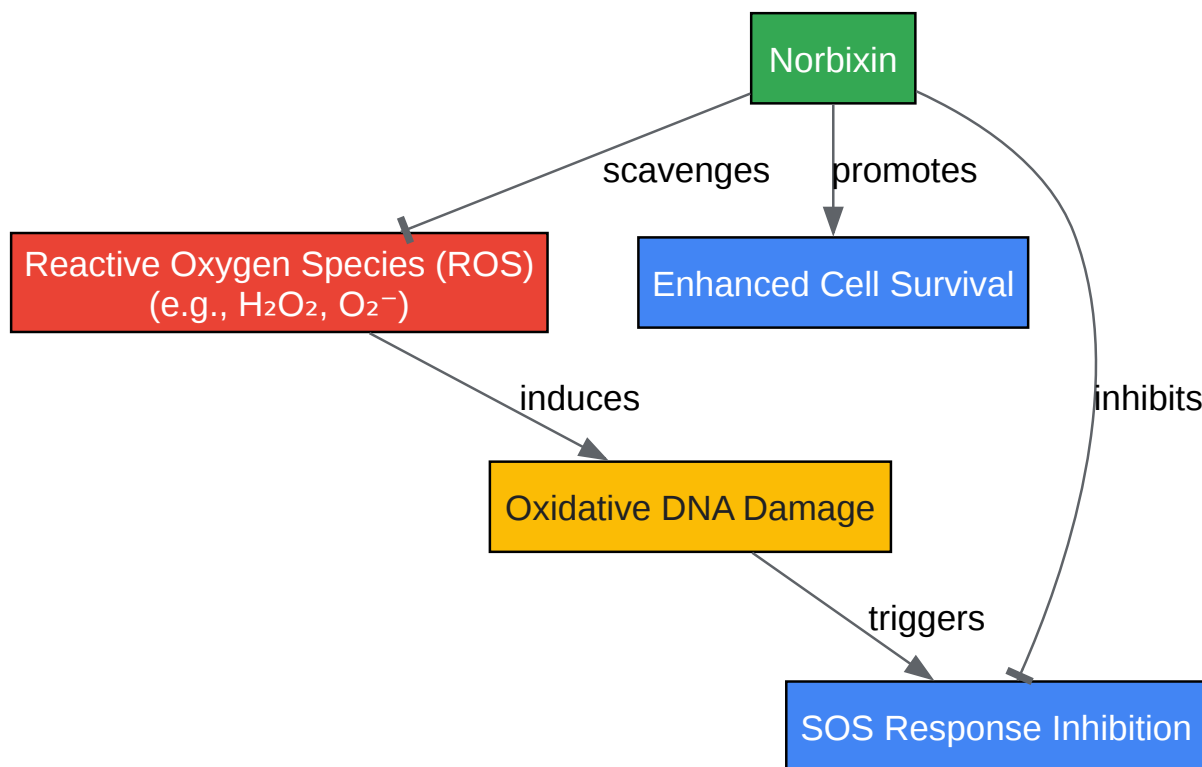 Norbixin
scavenges
promotes
Reactive Oxygen Species (ROS)
(e.g., H₂O₂, O₂⁻)
Enhanced Cell Survival
induces
inhibits
Oxidative DNA Damage
triggers
SOS Response Inhibition